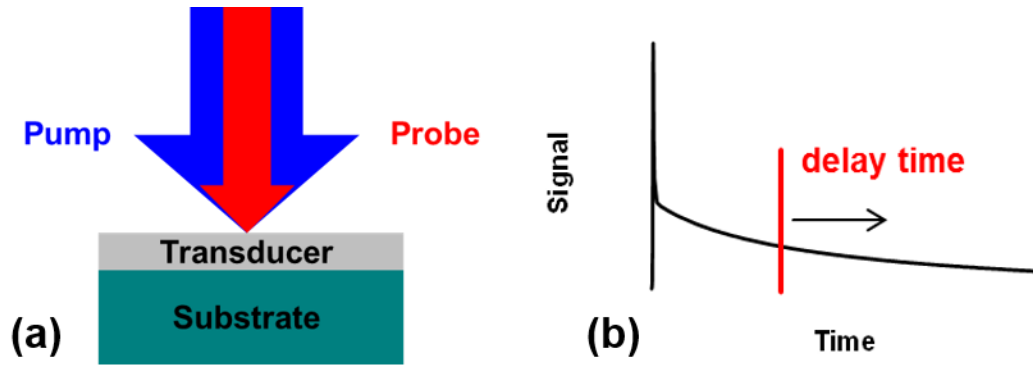 Pump
Probe
Transducer
Substrate
(a)
Signal
delay time
Time
(b)